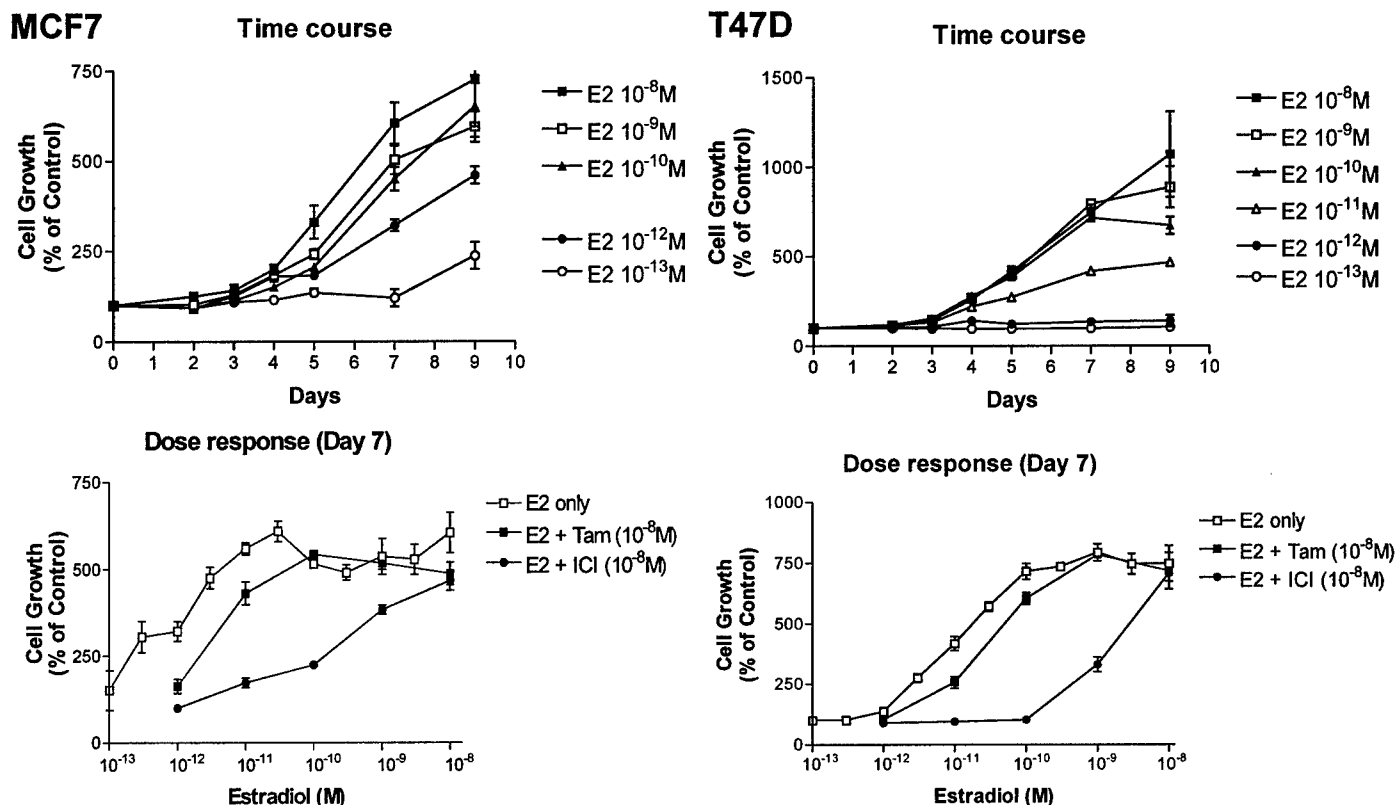 MCF7
Time course
Cell Growth
(% of Control)
750
500
250
0
0 1 2 3 4 5 6 7 8 9 10
Days
E2 10⁻⁸M
E2 10⁻⁹M
E2 10⁻¹⁰M
E2 10⁻¹²M
E2 10⁻¹³M
T47D
Time course
Cell Growth
(% of Control)
1500
1000
500
0
0 1 2 3 4 5 6 7 8 9 10
Days
E2 10⁻⁸M
E2 10⁻⁹M
E2 10⁻¹⁰M
E2 10⁻¹¹M
E2 10⁻¹²M
E2 10⁻¹³M
Dose response (Day 7)
Cell Growth
(% of Control)
750
500
250
0
10⁻¹³ 10⁻¹² 10⁻¹¹ 10⁻¹⁰ 10⁻⁹ 10⁻⁸
Estradiol (M)
E2 only
E2 + Tam (10⁻⁸M)
E2 + ICI (10⁻⁸M)
Dose response (Day 7)
Cell Growth
(% of Control)
1000
750
500
250
0
10⁻¹³ 10⁻¹² 10⁻¹¹ 10⁻¹⁰ 10⁻⁹ 10⁻⁸
Estradiol (M)
E2 only
E2 + Tam (10⁻⁸M)
E2 + ICI (10⁻⁸M)